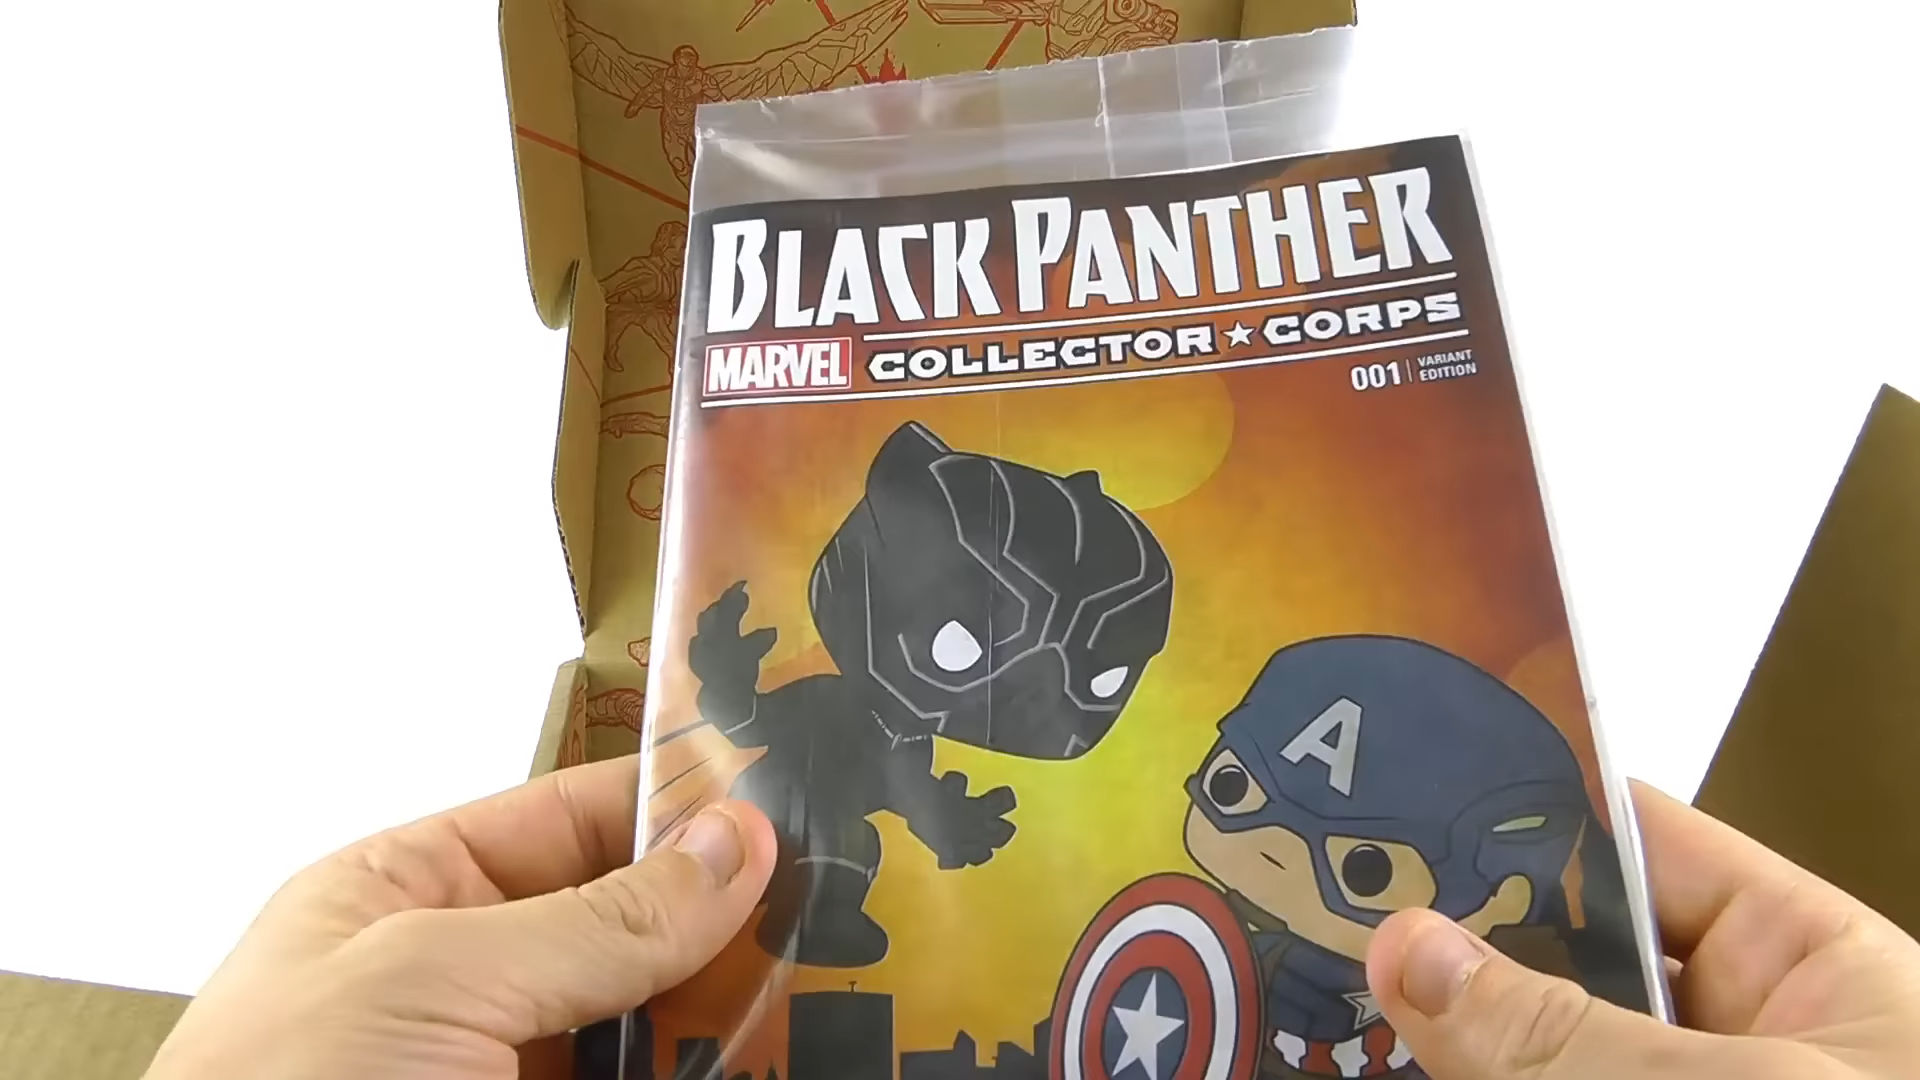 BLACK PANTHER
MARVEL COLLECTOR ★ CORPS
001 | VARIANT EDITION
A